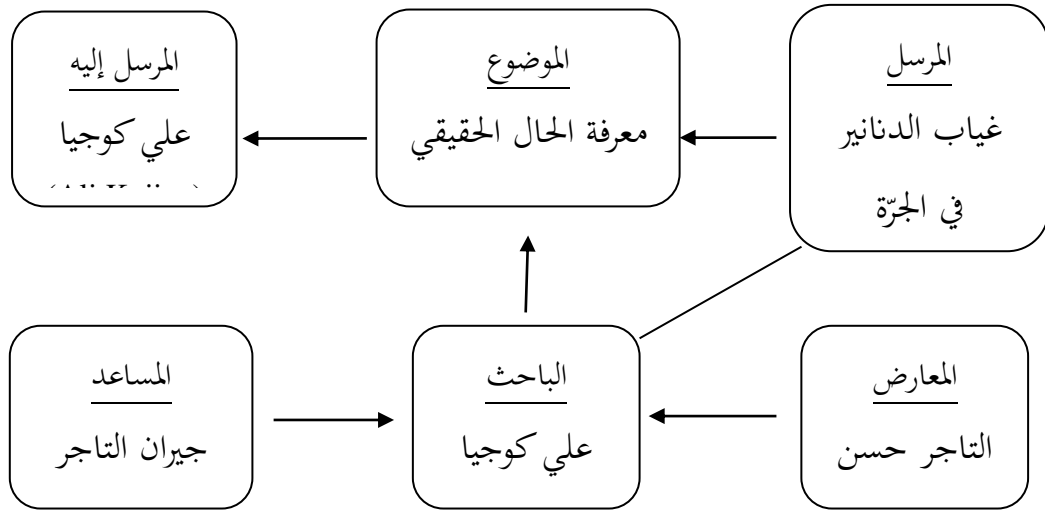 المرسل
غياب الدنانير
في الجرّة
الموضوع
معرفة الحال الحقيقي
المرسل إليه
علي كوجيا
المعارض
التاجر حسن
الباحث
علي كوجيا
المساعد
جيران التاجر